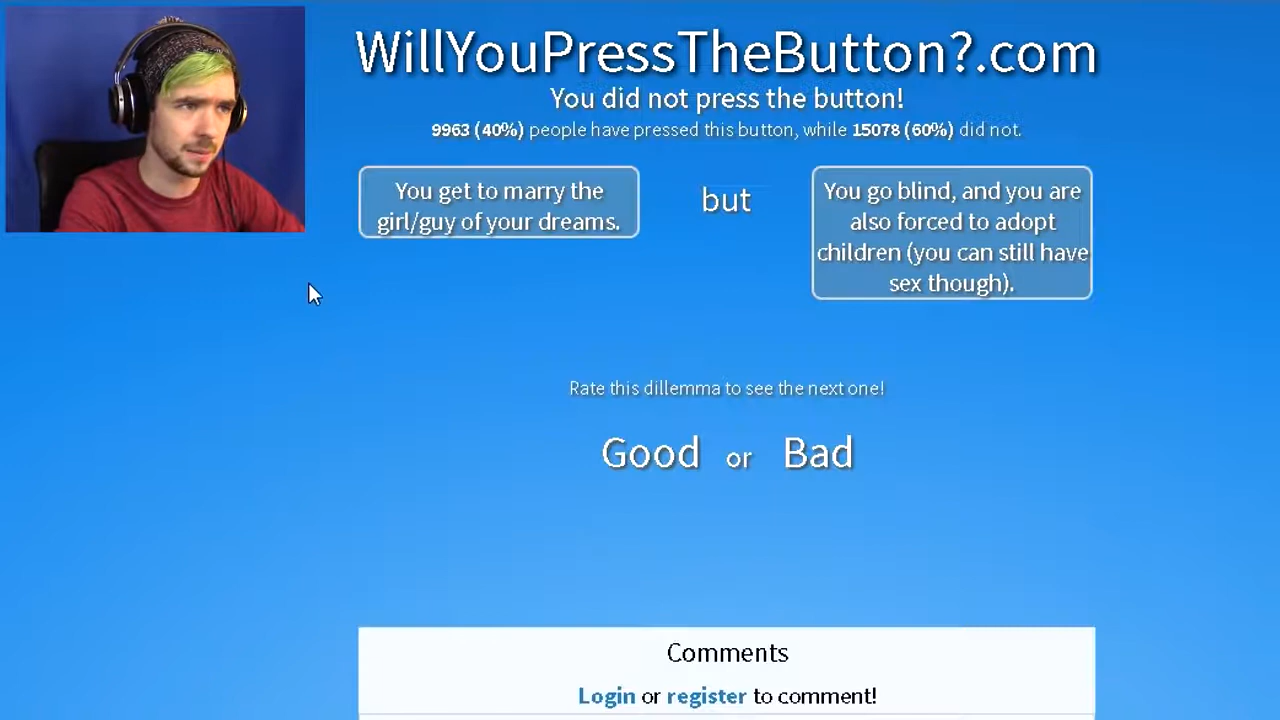 WillYouPressTheButton?.com
You did not press the button!
9963 (40%) people have pressed this button, while 15078 (60%) did not.
You get to marry the
girl/guy of your dreams.
but
You go blind, and you are
also forced to adopt
children (you can still have
sex though).
Rate this dillemma to see the next one!
Good or Bad
Comments
Login or register to comment!